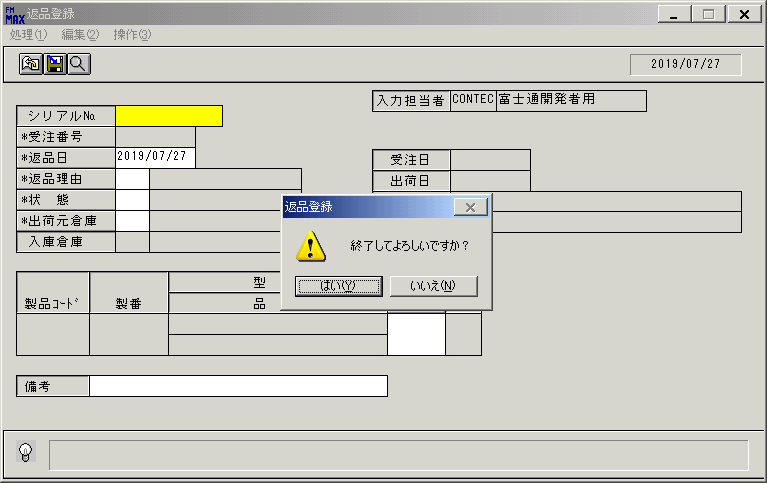 FM MAX 返品登録
処理(1) 編集(2) 操作(3)
2019/07/27
入力担当者 CONTEC 富士通開発者用
シリアル№
*受注番号
*返品日 2019/07/27
受注日
*返品理由
出荷日
*状　態
*出荷元倉庫
入庫倉庫
返品登録
終了してよろしいですか？
はい(Y) いいえ(N)
製品ｺｰﾄﾞ 製番 型
品
備考